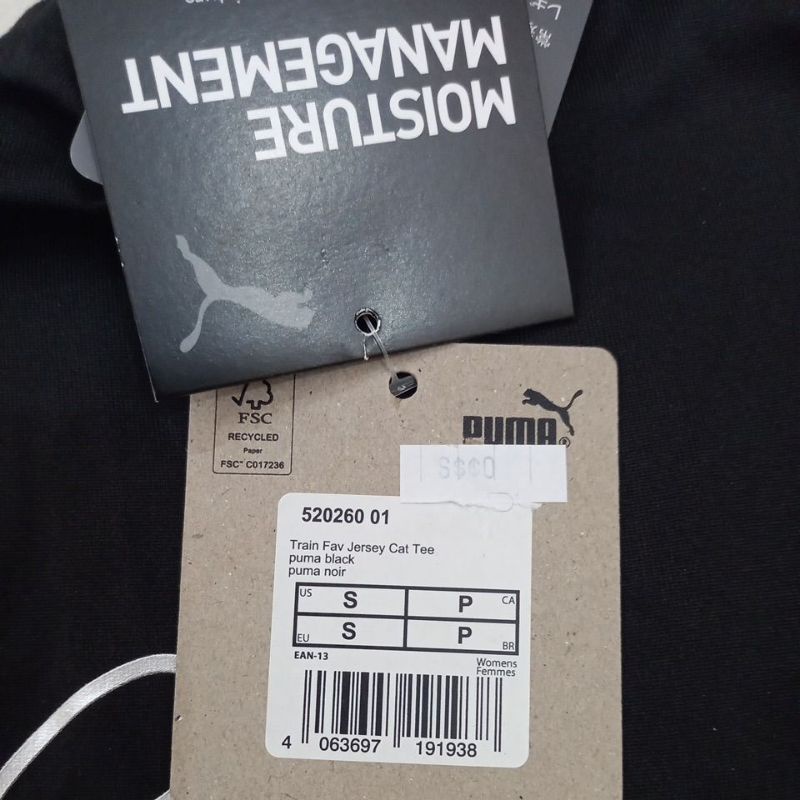 MOISTURE
MANAGEMENT
FSC
RECYCLED
Paper
FSC™ C017236
PUMA®
520260 01
Train Fav Jersey Cat Tee
puma black
puma noir
US S P CA
EU S P BR
EAN-13
Womens
Femmes
4 063697 191938